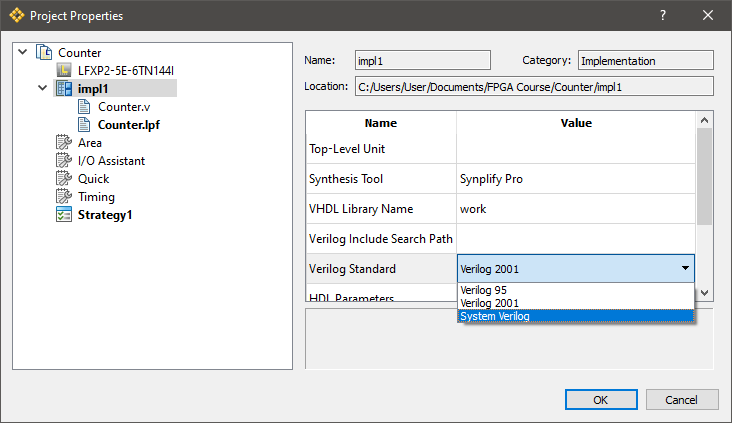 Project Properties
?
Counter
LFXP2-5E-6TN144I
impl1
Counter.v
Counter.lpf
Area
I/O Assistant
Quick
Timing
Strategy1
Name: impl1 Category: Implementation
Location: C:/Users/User/Documents/FPGA Course/Counter/impl1
Name Value
Top-Level Unit
Synthesis Tool Synplify Pro
VHDL Library Name work
Verilog Include Search Path
Verilog Standard Verilog 2001
Verilog 95
Verilog 2001
System Verilog
HDL Parameters
OK Cancel